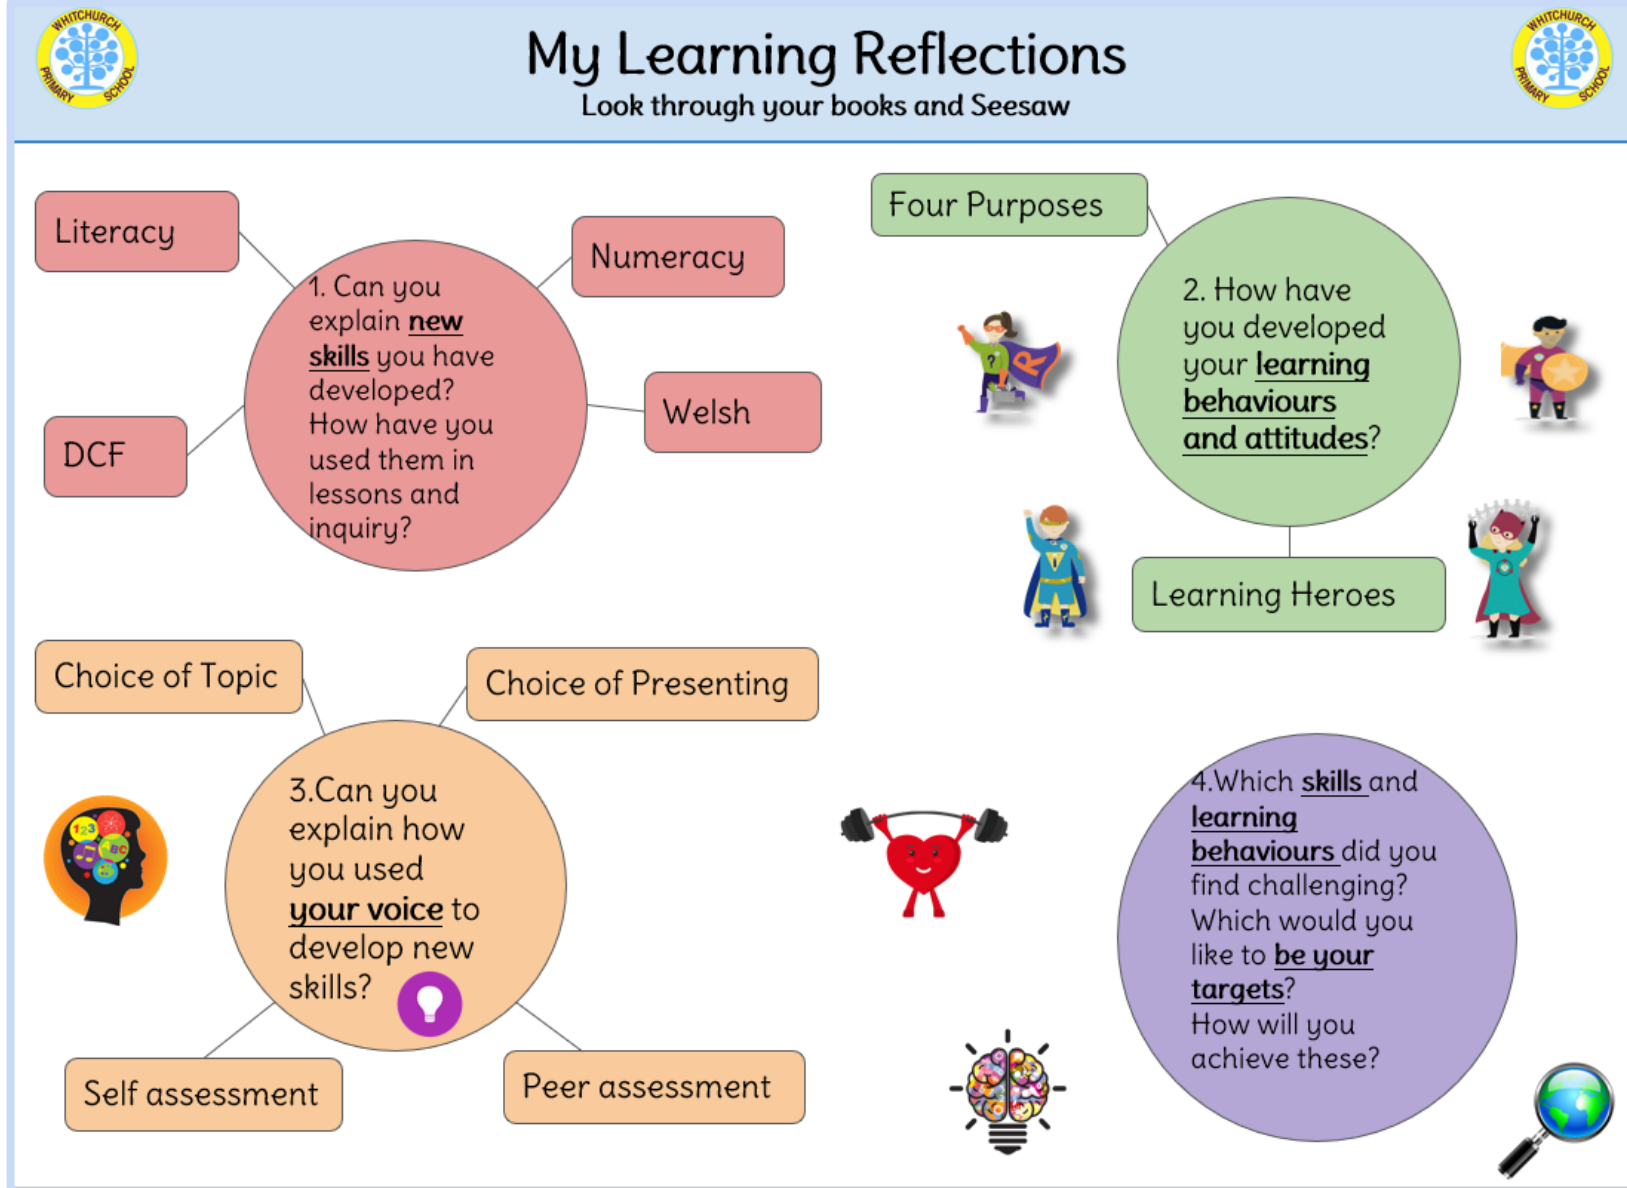 WHITCHURCH
PRIMARY SCHOOL
My Learning Reflections
Look through your books and Seesaw
WHITCHURCH
PRIMARY SCHOOL
Literacy
Numeracy
DCF
Welsh
1. Can you
explain new
skills you have
developed?
How have you
used them in
lessons and
inquiry?
Four Purposes
2. How have
you developed
your learning
behaviours
and attitudes?
Learning Heroes
?
R
Choice of Topic
Choice of Presenting
3.Can you
explain how
you used
your voice to
develop new
skills?
Self assessment
Peer assessment
123
ABC
4.Which skills and
learning
behaviours did you
find challenging?
Which would you
like to be your
targets?
How will you
achieve these?